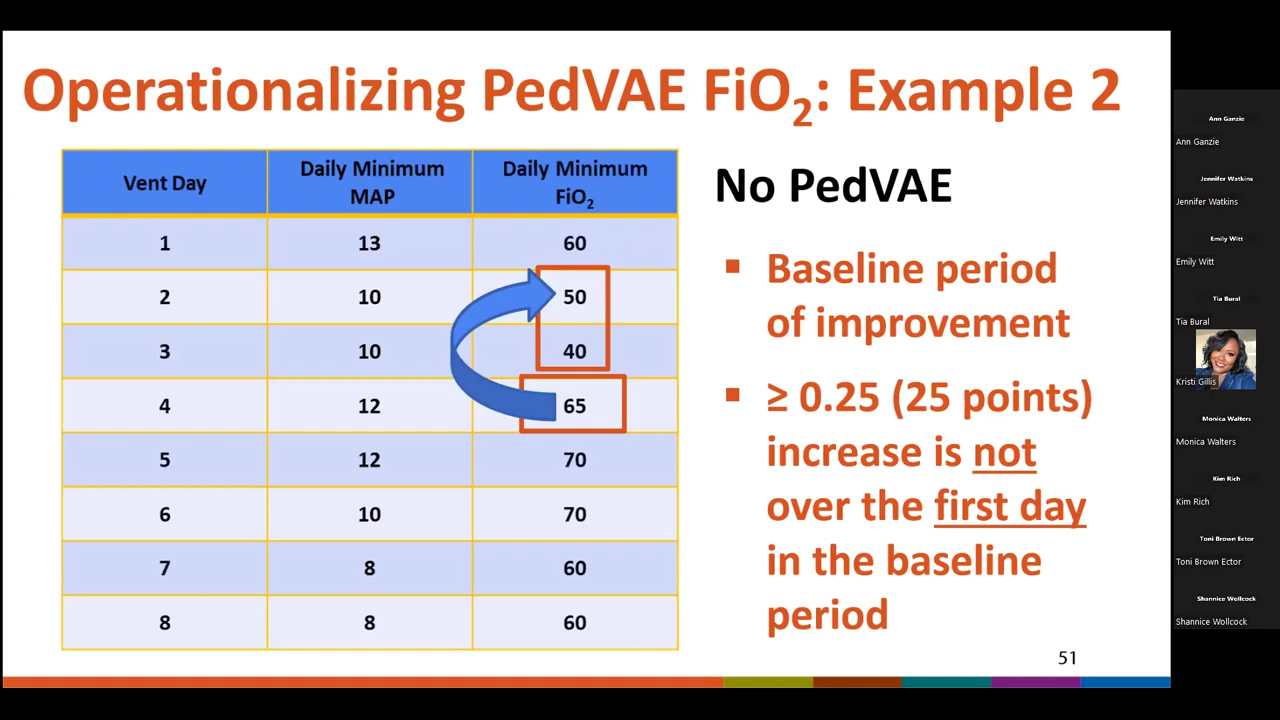 Operationalizing PedVAE FiO₂: Example 2
Vent Day Daily Minimum MAP Daily Minimum FiO₂
1 13 60
2 10 50
3 10 40
4 12 65
5 12 70
6 10 70
7 8 60
8 8 60
No PedVAE
▪ Baseline period
of improvement
▪ ≥ 0.25 (25 points)
increase is not
over the first day
in the baseline
period
51
Ann Ganzie
Ann Ganzie
Jennifer Watkins
Jennifer Watkins
Emily Witt
Emily Witt
Tia Bural
Tia Bural
Kristi Gillis
Monica Walters
Monica Walters
Kim Rich
Kim Rich
Toni Brown Ector
Toni Brown Ector
Shannice Wollcock
Shannice Wollcock